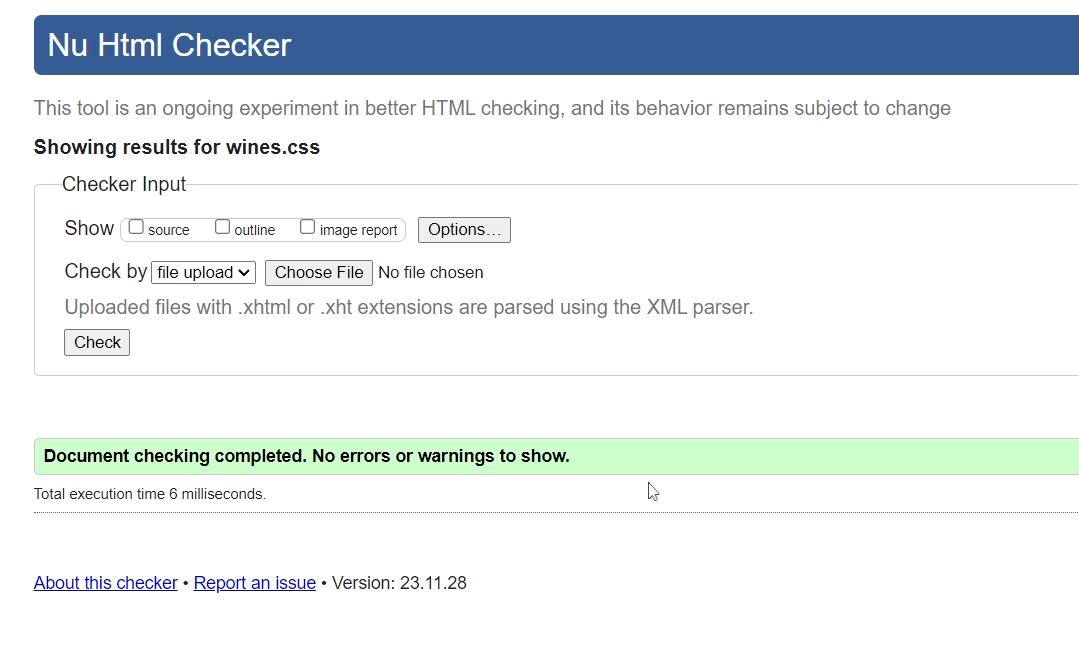 Nu Html Checker
This tool is an ongoing experiment in better HTML checking, and its behavior remains subject to change
Showing results for wines.css
Checker Input
Show source outline image report Options...
Check by file upload Choose File No file chosen
Uploaded files with .xhtml or .xht extensions are parsed using the XML parser.
Check
Document checking completed. No errors or warnings to show.
Total execution time 6 milliseconds.
About this checker • Report an issue • Version: 23.11.28